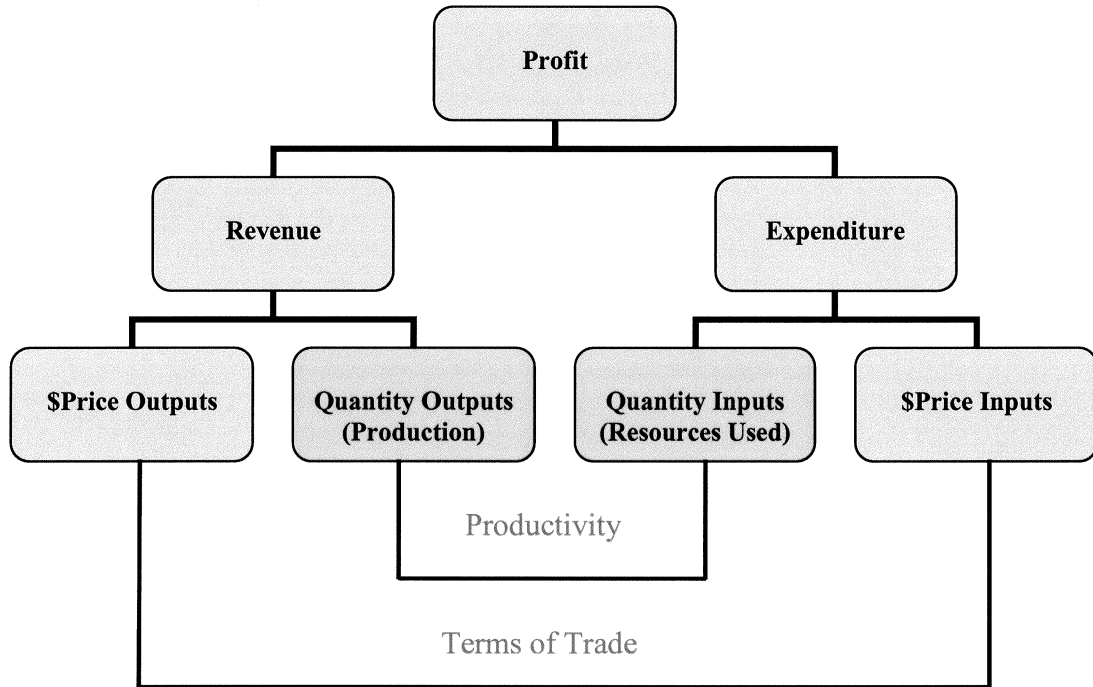 Profit
Revenue
Expenditure
$Price Outputs
Quantity Outputs
(Production)
Quantity Inputs
(Resources Used)
$Price Inputs
Productivity
Terms of Trade